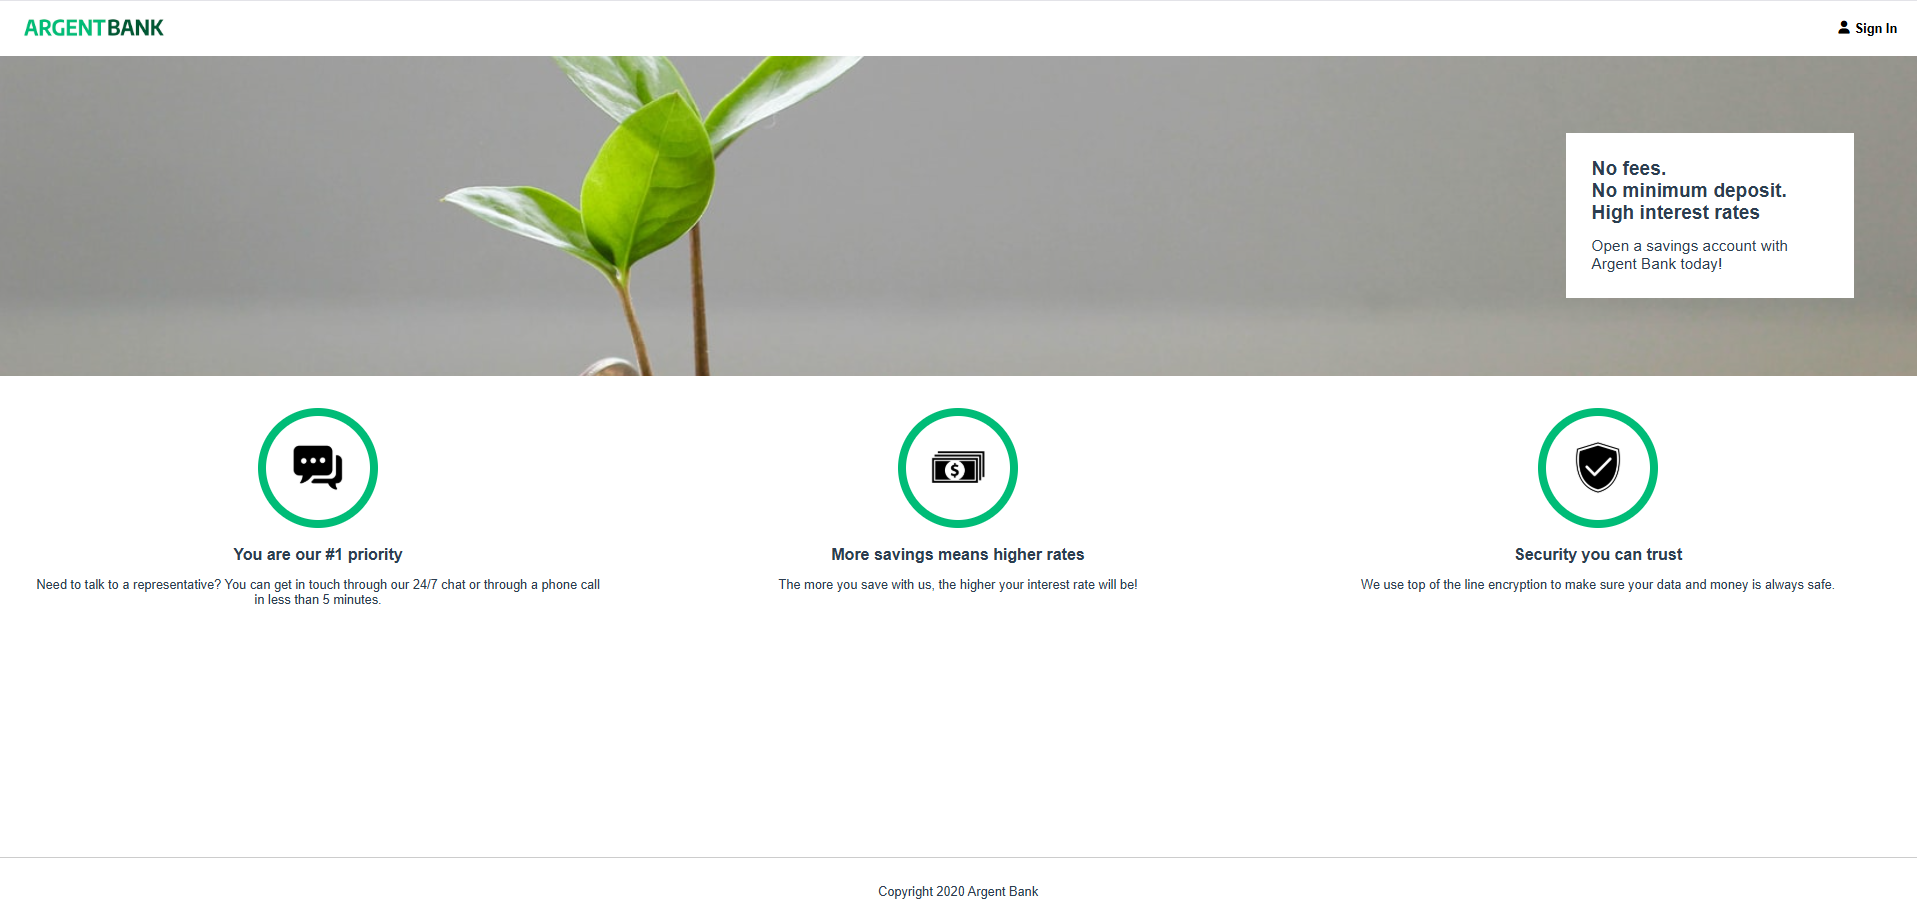 ARGENTBANK
Sign In
No fees.
No minimum deposit.
High interest rates
Open a savings account with
Argent Bank today!
You are our #1 priority
Need to talk to a representative? You can get in touch through our 24/7 chat or through a phone call
in less than 5 minutes.
More savings means higher rates
The more you save with us, the higher your interest rate will be!
Security you can trust
We use top of the line encryption to make sure your data and money is always safe.
Copyright 2020 Argent Bank